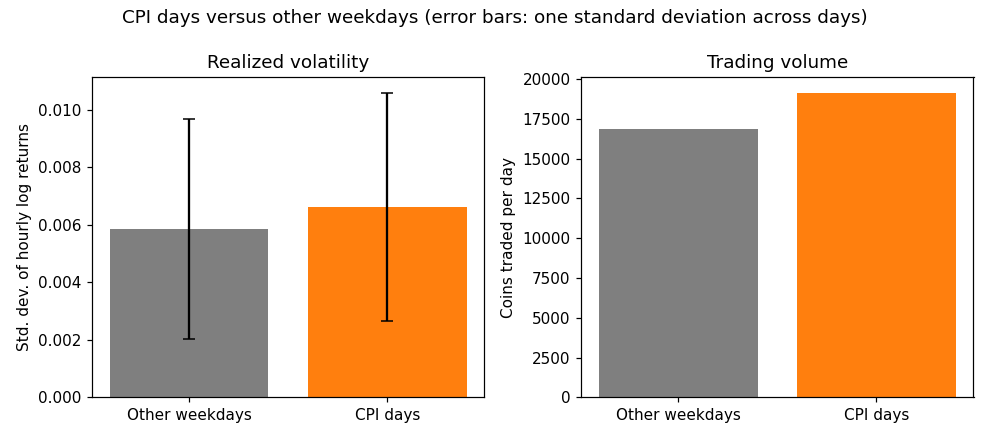 CPI days versus other weekdays (error bars: one standard deviation across days)
Realized volatility
Std. dev. of hourly log returns
0.010
0.008
0.006
0.004
0.002
0.000
Other weekdays
CPI days
Trading volume
Coins traded per day
20000
17500
15000
12500
10000
7500
5000
2500
0
Other weekdays
CPI days